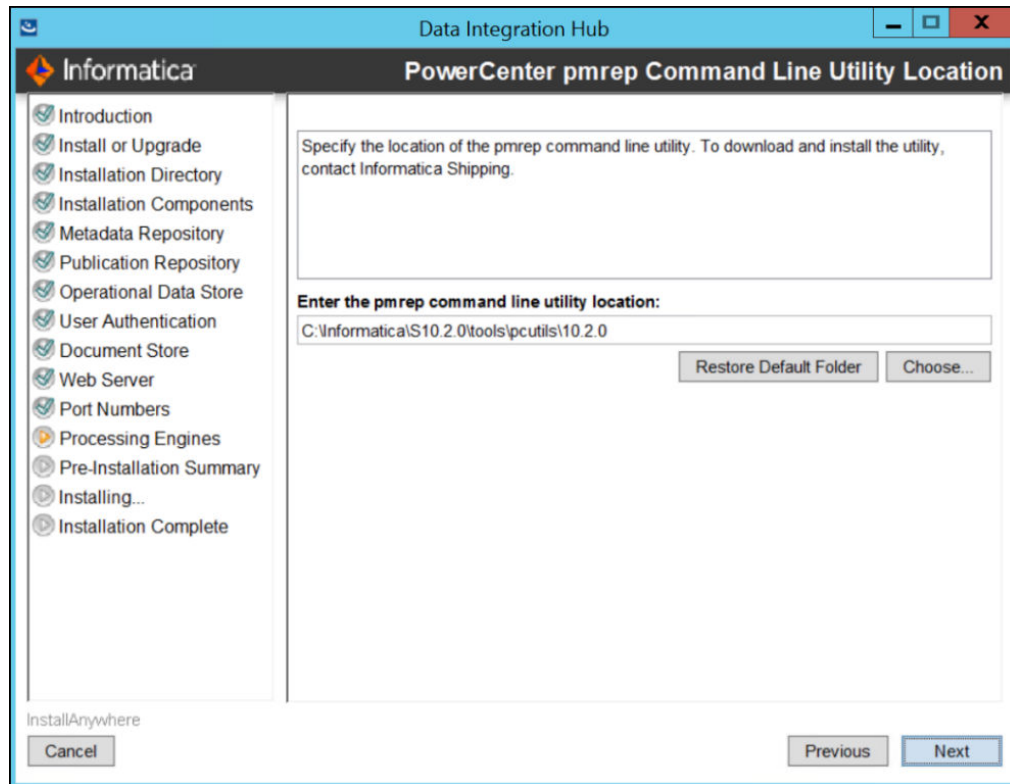 Data Integration Hub
Informatica
PowerCenter pmrep Command Line Utility Location
Introduction
Install or Upgrade
Installation Directory
Installation Components
Metadata Repository
Publication Repository
Operational Data Store
User Authentication
Document Store
Web Server
Port Numbers
Processing Engines
Pre-Installation Summary
Installing...
Installation Complete
Specify the location of the pmrep command line utility. To download and install the utility,
contact Informatica Shipping.
Enter the pmrep command line utility location:
C:\Informatica\S10.2.0\tools\pcutils\10.2.0
Restore Default Folder
Choose...
InstallAnywhere
Cancel
Previous
Next